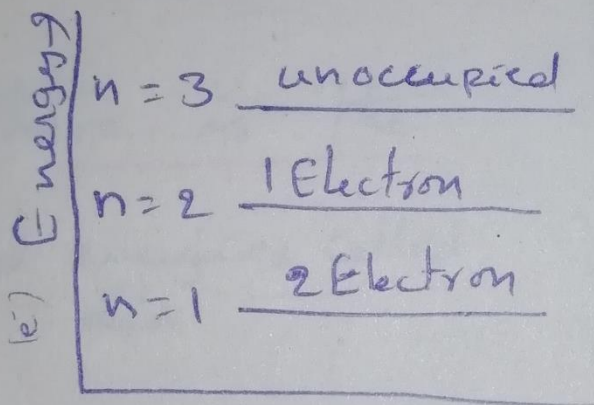 Energy→
n = 3 unoccupied
n = 2 1 Electron
n = 1 2 Electron
(e⁻)